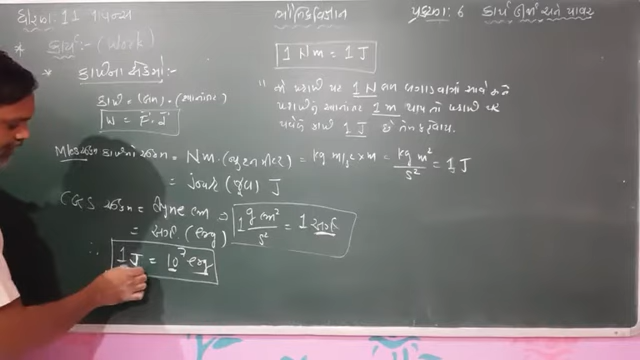 ધોરણ : 11 સાયન્સ
ભૌતિકવિજ્ઞાન
પ્રકરણ : 6 કાર્ય ઊર્જા અને પાવર
* કાર્ય :- (Work)
* કાર્યના એકમો :-
કાર્ય = (બળ) · (સ્થાનાંતર)
W = F · d
1 Nm = 1 J
" જો પદાર્થ પર 1 N બળ લગાડવામાં આવે અને
પદાર્થનું સ્થાનાંતર 1 m થાય તો પદાર્થ પર
થયેલું કાર્ય 1 J
MKS = Nm (ન્યુટન મીટર) = kg m/s² × m = kg m²/s² = 1 J
= joule (જૂલ) J
CGS એકમ = dyne cm ⇒ 1 g cm²/s² = 1 અર્ગ
= અર્ગ (erg)
∴ 1 J = 10⁷ erg